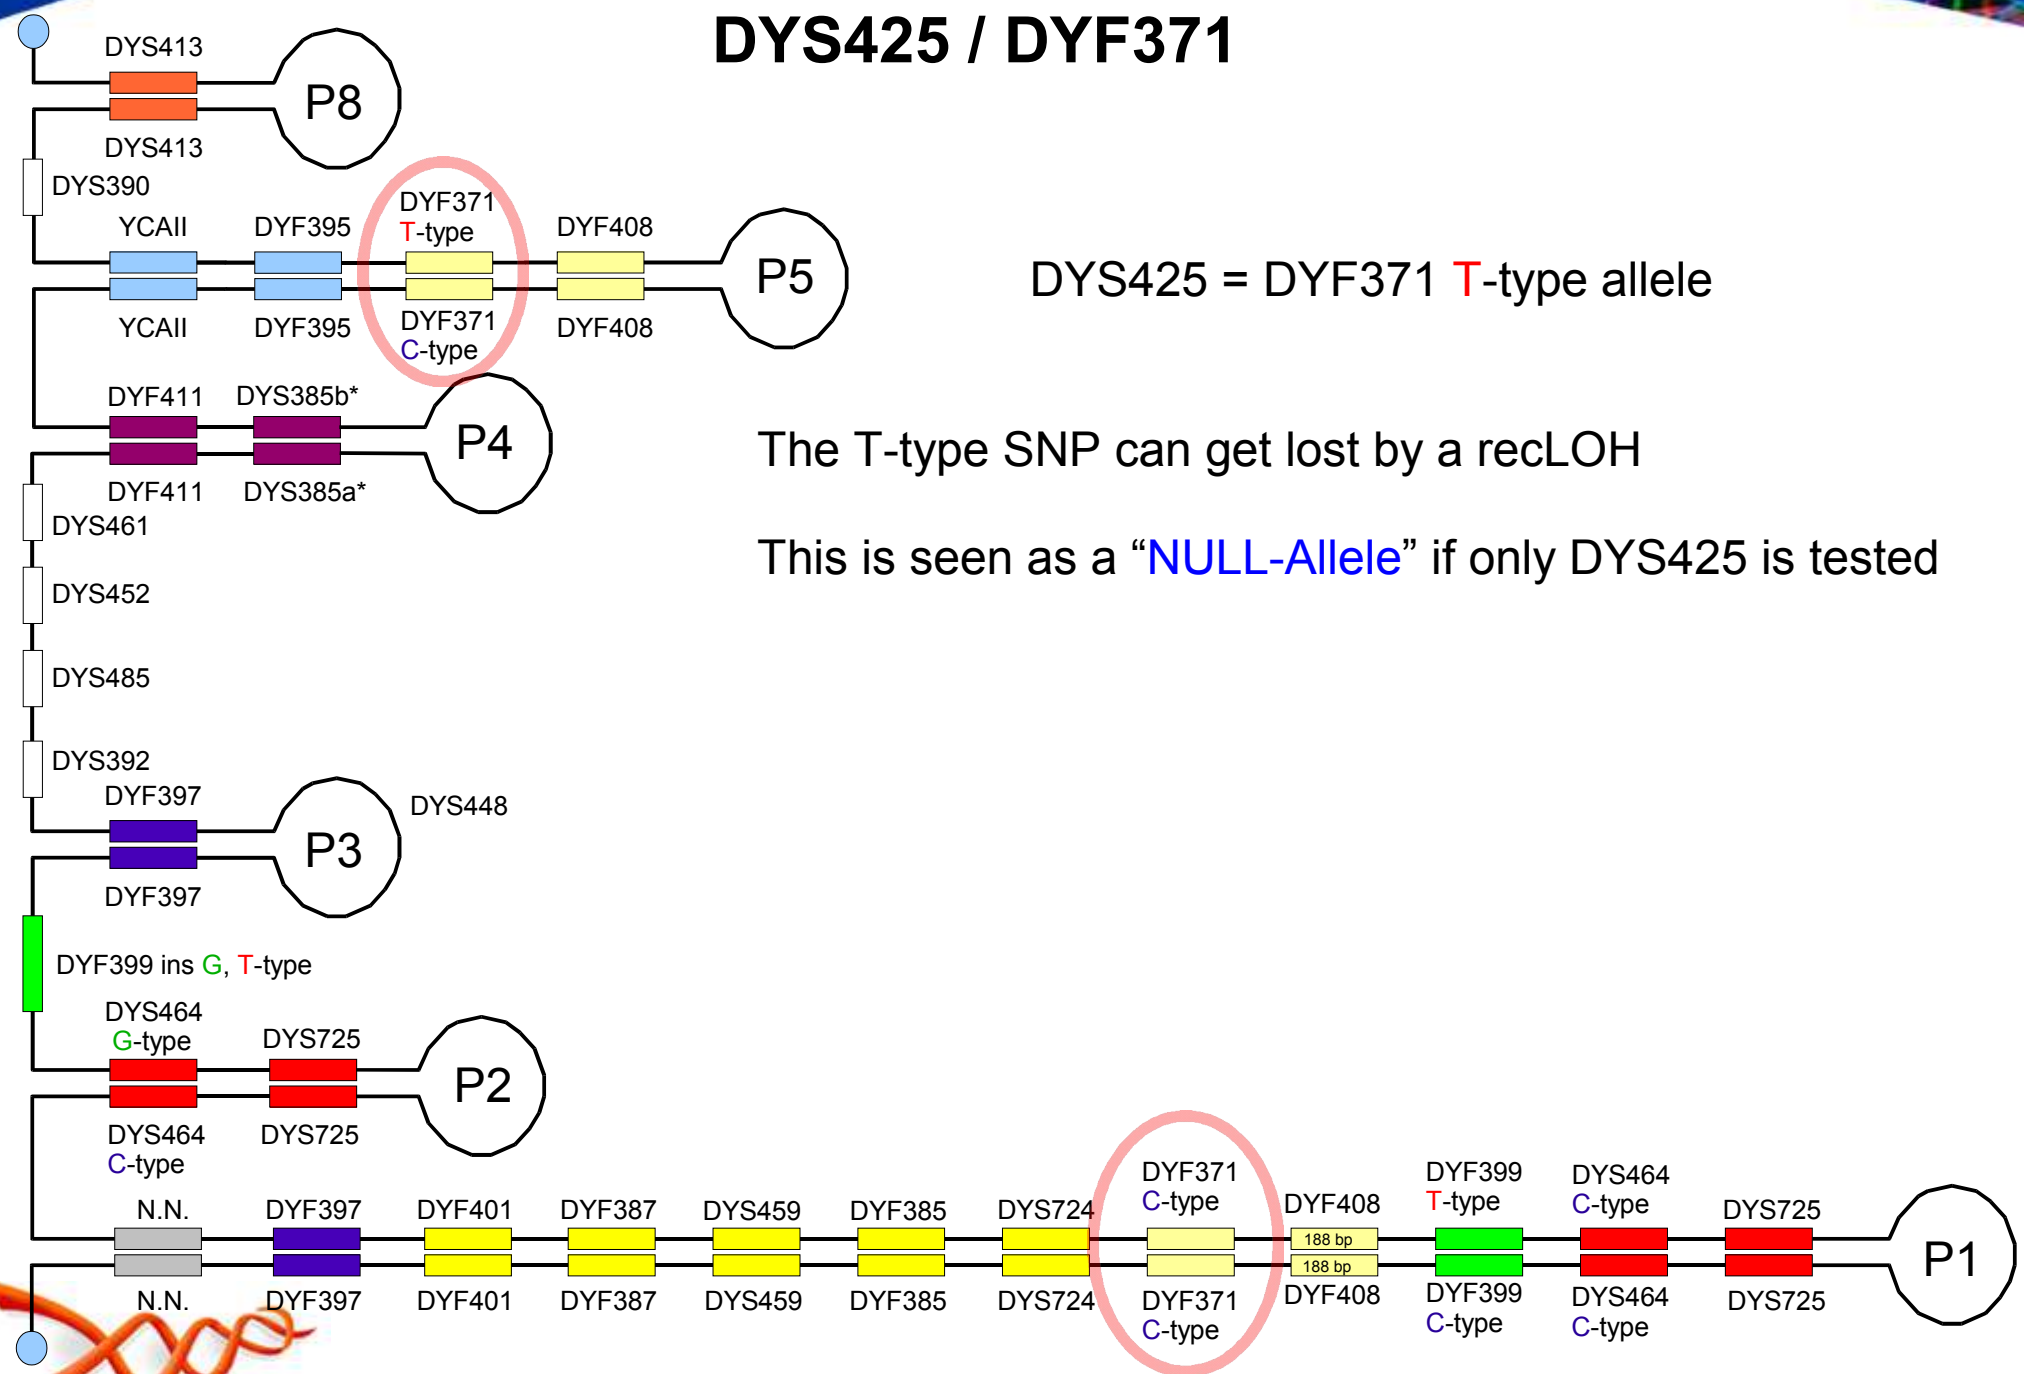 DYS425 / DYF371
DYS413
P8
DYS413
DYS390
DYF371
T-type
YCAII DYF395 DYF408
P5
DYS425 = DYF371 T-type allele
YCAII DYF395 DYF371 DYF408
C-type
DYF411 DYS385b*
P4
The T-type SNP can get lost by a recLOH
DYF411 DYS385a*
DYS461
This is seen as a “NULL-Allele” if only DYS425 is tested
DYS452
DYS485
DYS392
DYF397
DYS448
P3
DYF397
DYF399 ins G, T-type
DYS464
G-type
DYS725
P2
DYS464
C-type
DYS725
N.N. DYF397 DYF401 DYF387 DYS459 DYF385 DYS724
DYF371
C-type
DYF408
DYF399
T-type
DYS464
C-type
DYS725
188 bp
188 bp
P1
N.N. DYF397 DYF401 DYF387 DYS459 DYF385 DYS724
DYF371
C-type
DYF408
DYF399
C-type
DYS464
C-type
DYS725